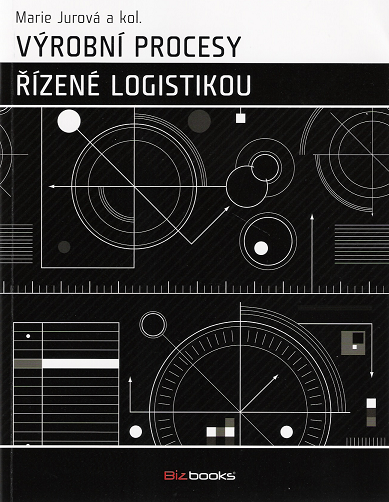 Marie Jurová a kol.
VÝROBNÍ PROCESY
ŘÍZENÉ LOGISTIKOU
Bizbooks®